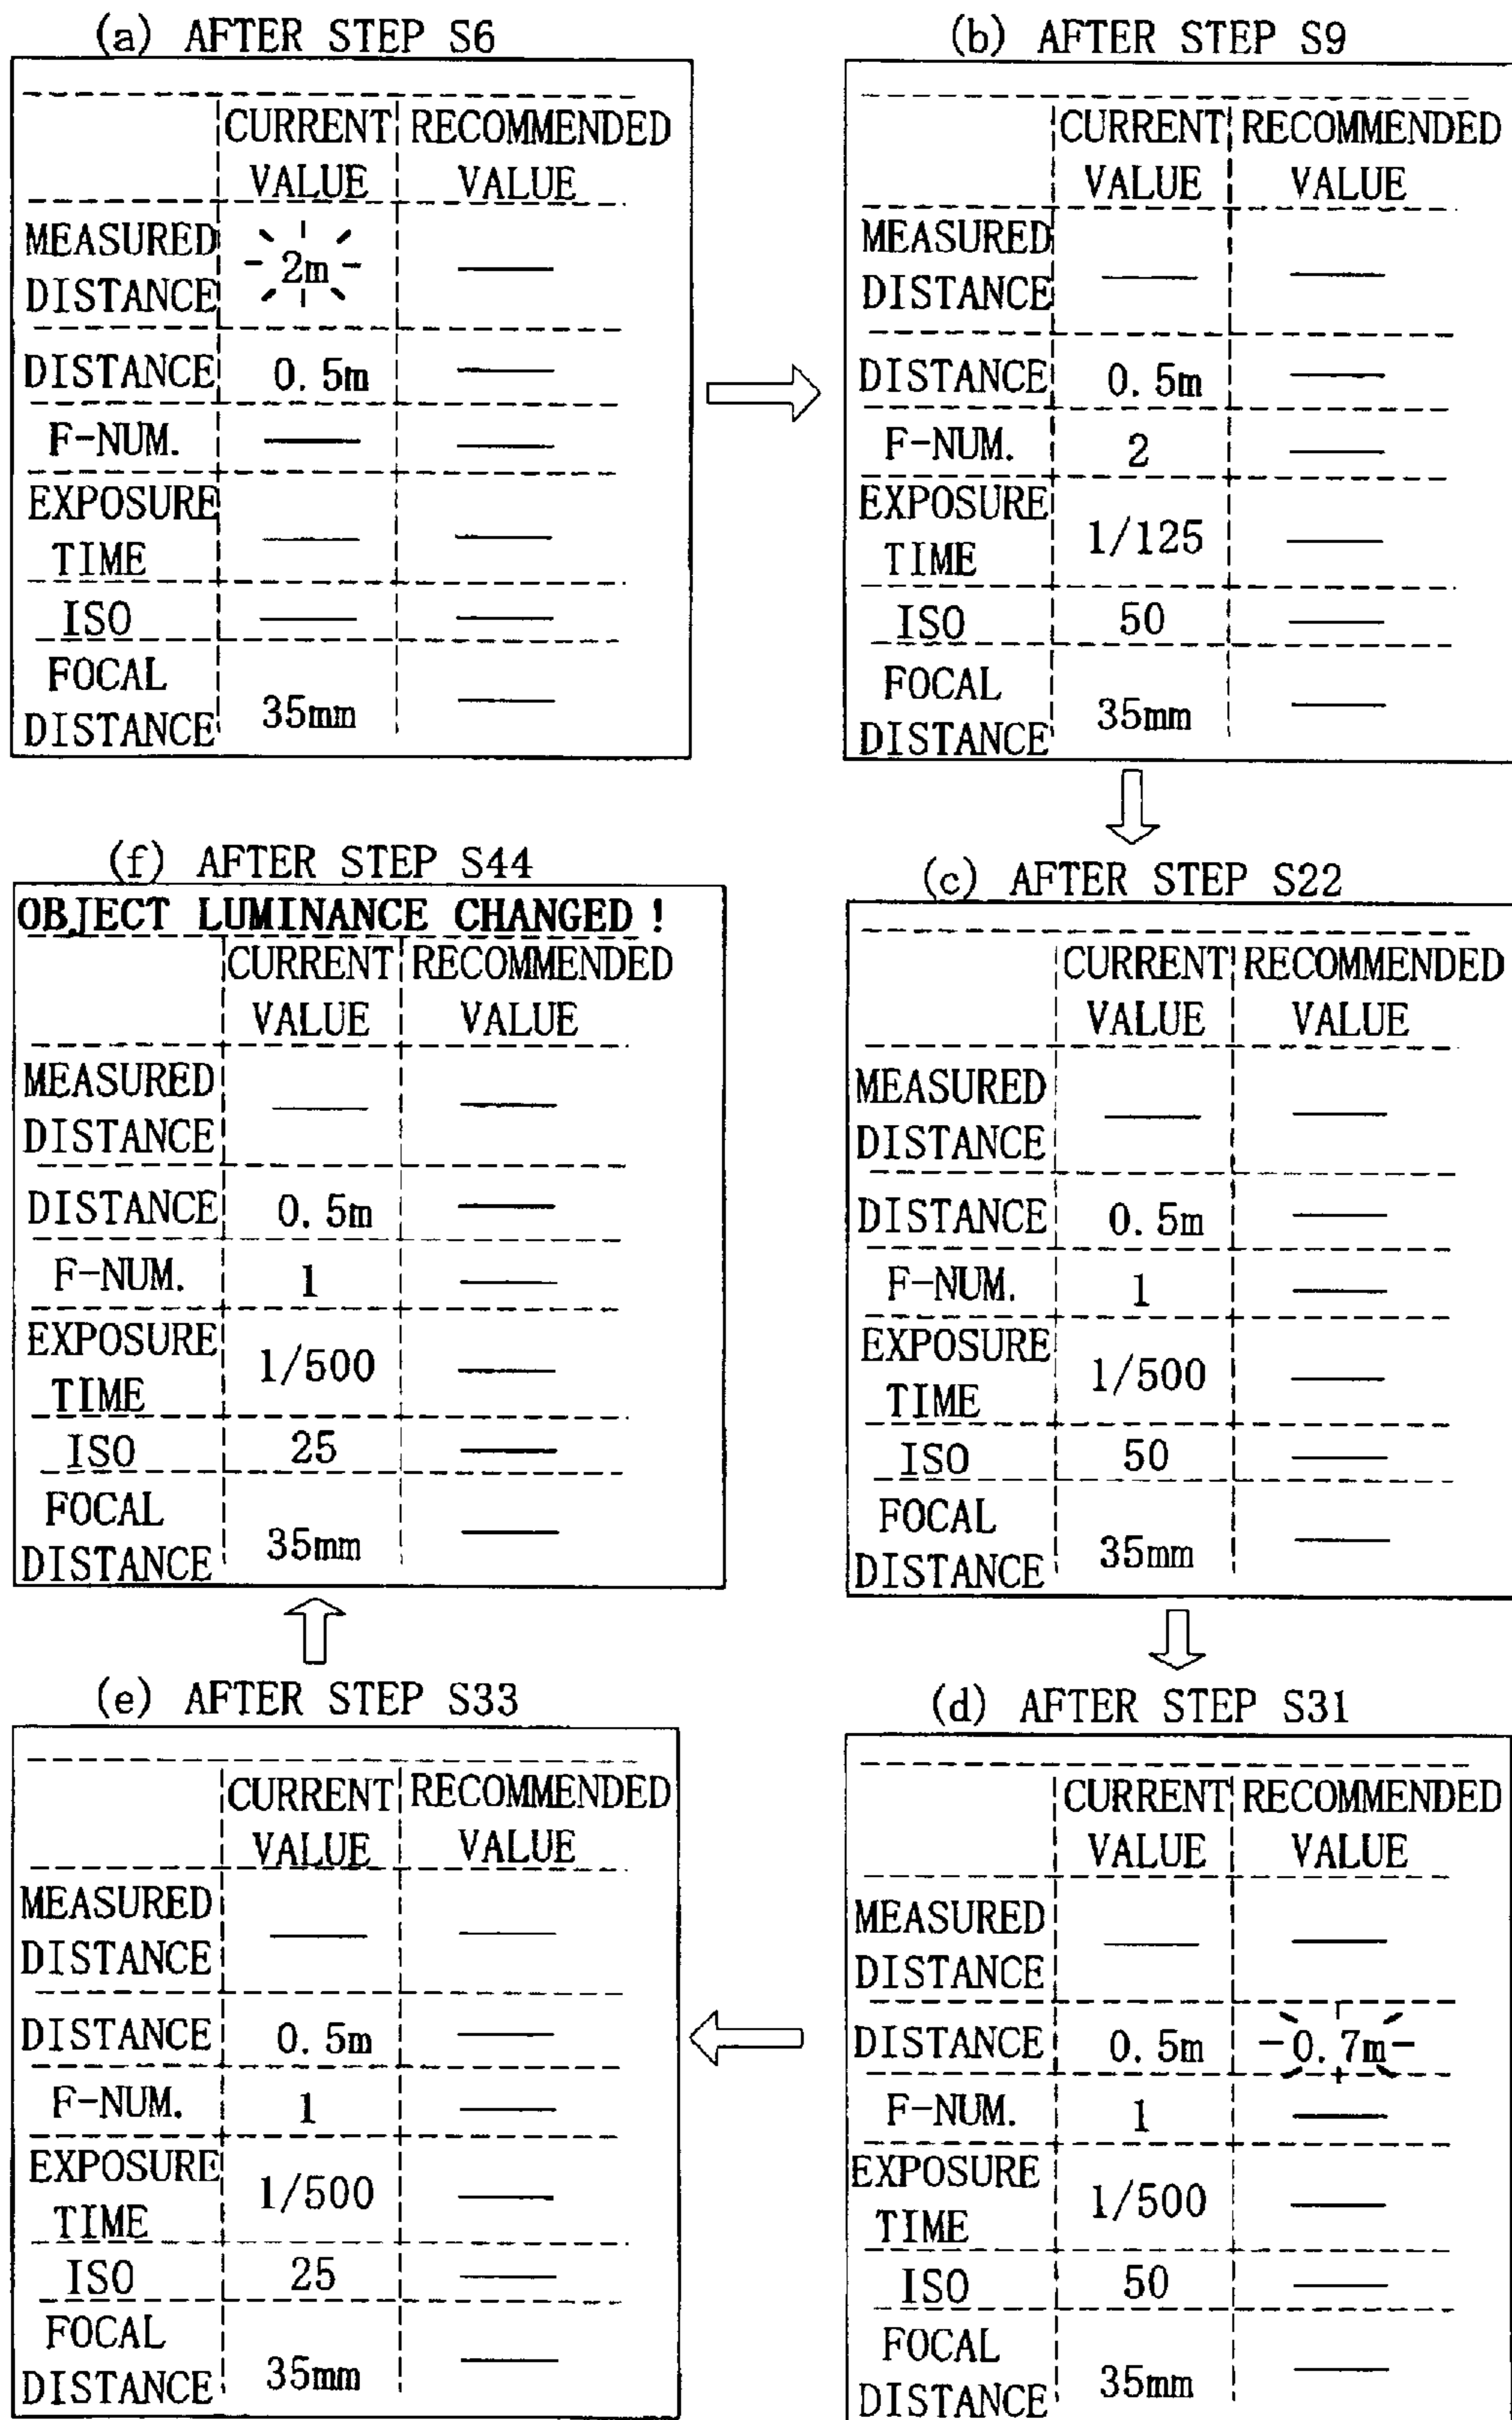 (a) AFTER STEP S6
CURRENT RECOMMENDED
VALUE VALUE
MEASURED
DISTANCE 2m ——
DISTANCE 0.5m ——
F-NUM. —— ——
EXPOSURE
TIME —— ——
ISO —— ——
FOCAL
DISTANCE 35mm ——
(b) AFTER STEP S9
CURRENT RECOMMENDED
VALUE VALUE
MEASURED
DISTANCE —— ——
DISTANCE 0.5m ——
F-NUM. 2 ——
EXPOSURE
TIME 1/125 ——
ISO 50 ——
FOCAL
DISTANCE 35mm ——
(c) AFTER STEP S22
CURRENT RECOMMENDED
VALUE VALUE
MEASURED
DISTANCE —— ——
DISTANCE 0.5m ——
F-NUM. 1 ——
EXPOSURE
TIME 1/500 ——
ISO 50 ——
FOCAL
DISTANCE 35mm ——
(d) AFTER STEP S31
CURRENT RECOMMENDED
VALUE VALUE
MEASURED
DISTANCE —— ——
DISTANCE 0.5m 0.7m
F-NUM. 1 ——
EXPOSURE
TIME 1/500 ——
ISO 50 ——
FOCAL
DISTANCE 35mm ——
(e) AFTER STEP S33
CURRENT RECOMMENDED
VALUE VALUE
MEASURED
DISTANCE —— ——
DISTANCE 0.5m ——
F-NUM. 1 ——
EXPOSURE
TIME 1/500 ——
ISO 25 ——
FOCAL
DISTANCE 35mm ——
(f) AFTER STEP S44
OBJECT LUMINANCE CHANGED !
CURRENT RECOMMENDED
VALUE VALUE
MEASURED
DISTANCE —— ——
DISTANCE 0.5m ——
F-NUM. 1 ——
EXPOSURE
TIME 1/500 ——
ISO 25 ——
FOCAL
DISTANCE 35mm ——